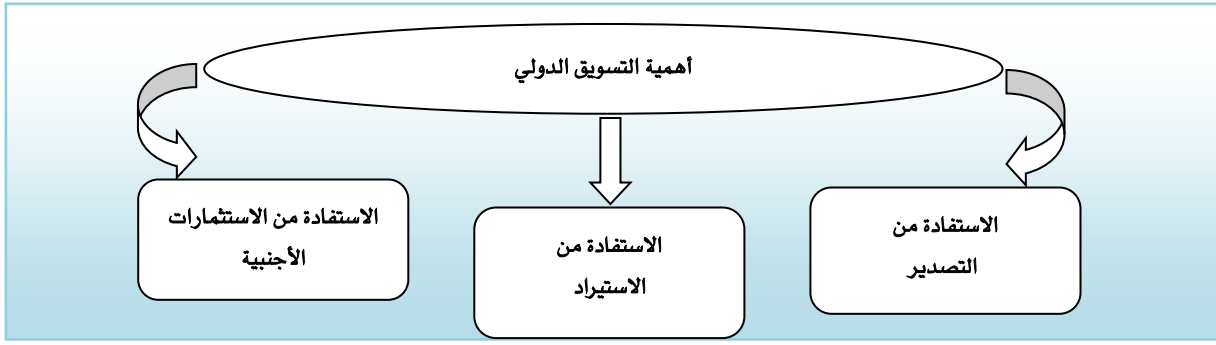 أهمية التسويق الدولي
الاستفادة من
التصدير
الاستفادة من
الاستيراد
الاستفادة من الاستثمارات
الأجنبية